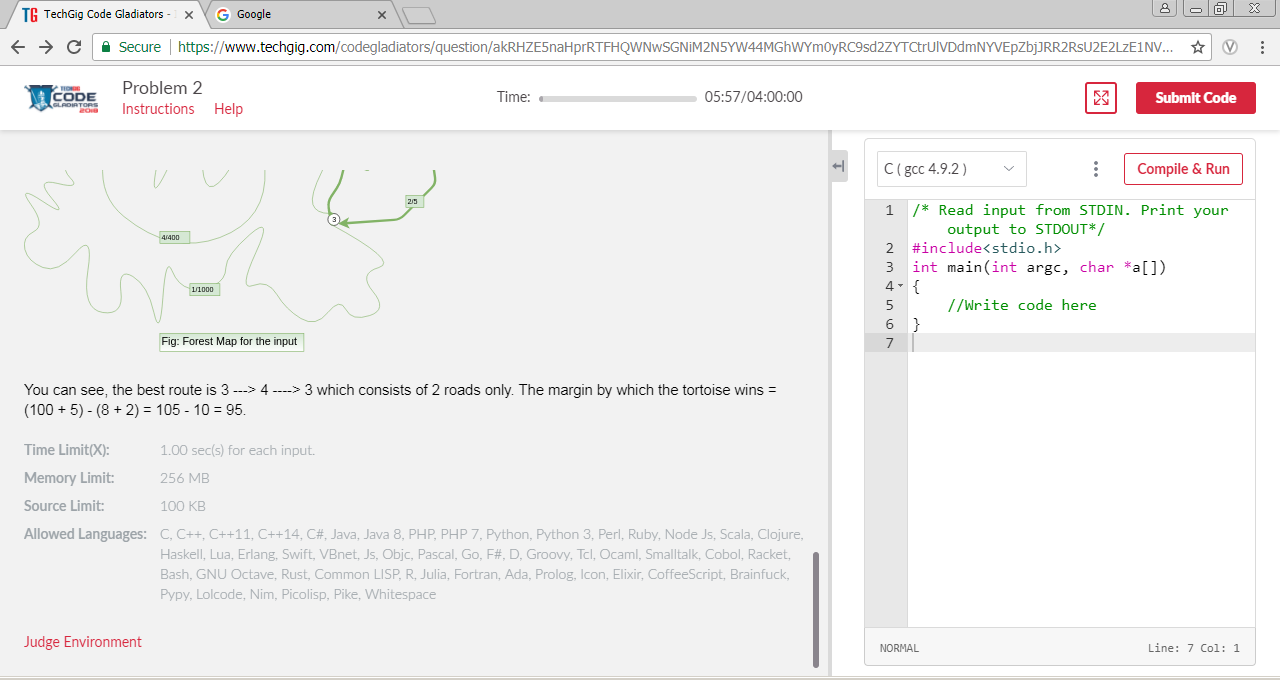 TG TechGig Code Gladiators -
G Google
Secure https://www.techgig.com/codegladiators/question/akRHZE5naHprRTFHQWNwSGNiM2N5YW44MGhWYm0yRC9sd2ZYTCtrUlVDdmNYVEpZbjJRR2RsU2E2LzE1NV...
V
TECHGIG
CODE
GLADIATORS
2018
Problem 2
Instructions Help
Time: 05:57/04:00:00
Submit Code
2/5
3
4/400
1/1000
Fig: Forest Map for the input
You can see, the best route is 3 ---> 4 ----> 3 which consists of 2 roads only. The margin by which the tortoise wins =
(100 + 5) - (8 + 2) = 105 - 10 = 95.
Time Limit(X): 1.00 sec(s) for each input.
Memory Limit: 256 MB
Source Limit: 100 KB
Allowed Languages: C, C++, C++11, C++14, C#, Java, Java 8, PHP, PHP 7, Python, Python 3, Perl, Ruby, Node Js, Scala, Clojure,
Haskell, Lua, Erlang, Swift, VBnet, Js, Objc, Pascal, Go, F#, D, Groovy, Tcl, Ocaml, Smalltalk, Cobol, Racket,
Bash, GNU Octave, Rust, Common LISP, R, Julia, Fortran, Ada, Prolog, Icon, Elixir, CoffeeScript, Brainfuck,
Pypy, Lolcode, Nim, Picolisp, Pike, Whitespace
Judge Environment
C ( gcc 4.9.2 )
Compile & Run
1 /* Read input from STDIN. Print your
output to STDOUT*/
2 #include<stdio.h>
3 int main(int argc, char *a[])
4 {
5 //Write code here
6 }
7
NORMAL Line: 7 Col: 1